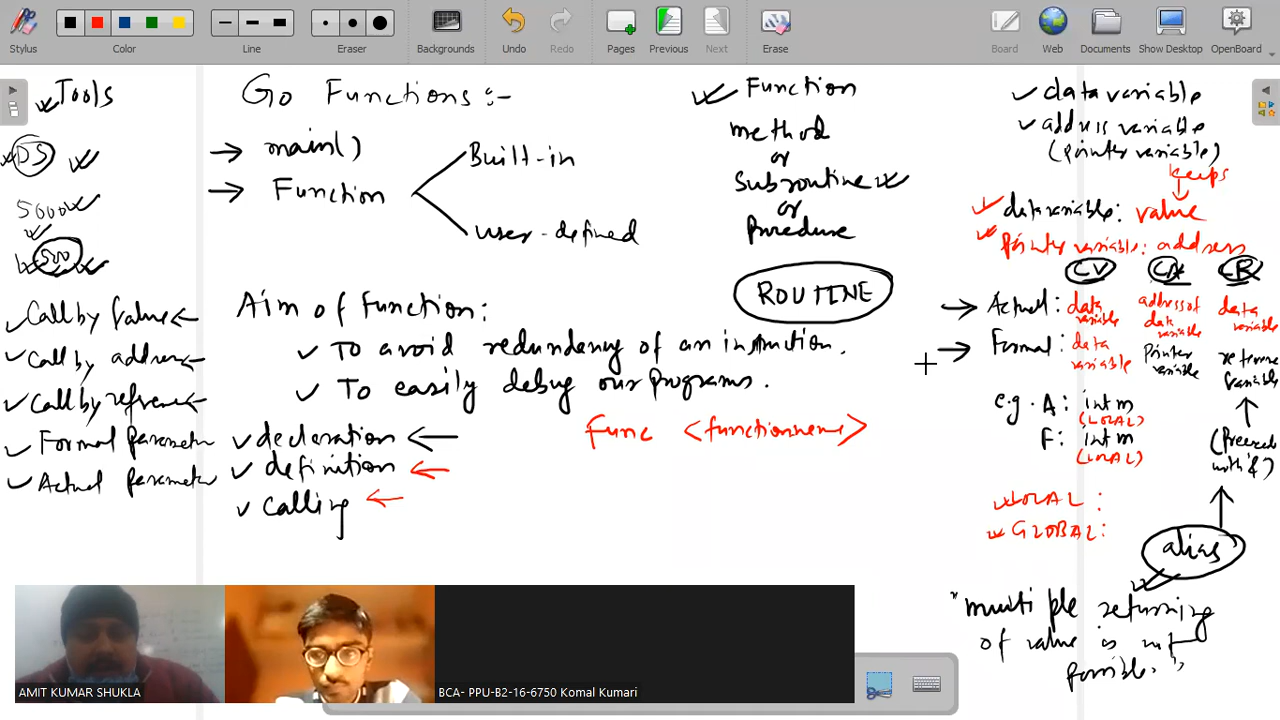 Stylus
Color
Line
Eraser
Backgrounds
Undo
Redo
Pages
Previous
Next
Erase
Board
Web
Documents
Show Desktop
OpenBoard
Tools
DS
5000
500
Call by Value
Call by address
Call by reference
Formal parameter
Actual parameter
Go Functions :-
main()
Function
Built-in
user-defined
Aim of function:
To avoid redundancy of an instruction.
To easily debug our programs.
declaration
definition
calling
func <functionname>
Function
method
or
Subroutine
or
Procedure
ROUTINE
data variable
address variable
(pointer variable)
keeps
data variable: value
Pointer variable: address
CV CA CR
Actual: data variable address of data variable data variable
Formal: data variable Pointer variable reference variable
e.g. A: int m
(LOCAL)
F: int m
(LOCAL)
(Preceed with '&')
LOCAL :
GLOBAL:
alias
"multiple returning
of value is not
possible."
AMIT KUMAR SHUKLA
BCA- PPU-B2-16-6750 Komal Kumari